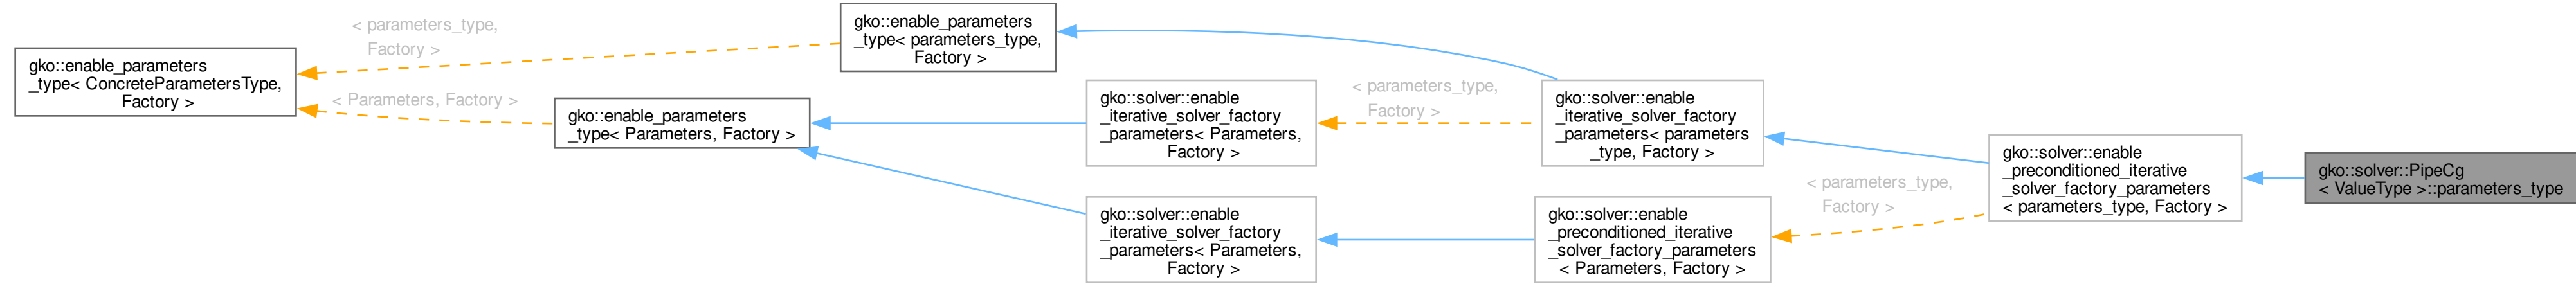 gko::enable_parameters
_type< ConcreteParametersType,
Factory >
< parameters_type,
Factory >
< Parameters, Factory >
gko::enable_parameters
_type< parameters_type,
Factory >
gko::enable_parameters
_type< Parameters, Factory >
gko::solver::enable
_iterative_solver_factory
_parameters< Parameters,
Factory >
gko::solver::enable
_iterative_solver_factory
_parameters< Parameters,
Factory >
< parameters_type,
Factory >
gko::solver::enable
_iterative_solver_factory
_parameters< parameters
_type, Factory >
gko::solver::enable
_preconditioned_iterative
_solver_factory_parameters
< Parameters, Factory >
< parameters_type,
Factory >
gko::solver::enable
_preconditioned_iterative
_solver_factory_parameters
< parameters_type, Factory >
gko::solver::PipeCg
< ValueType >::parameters_type